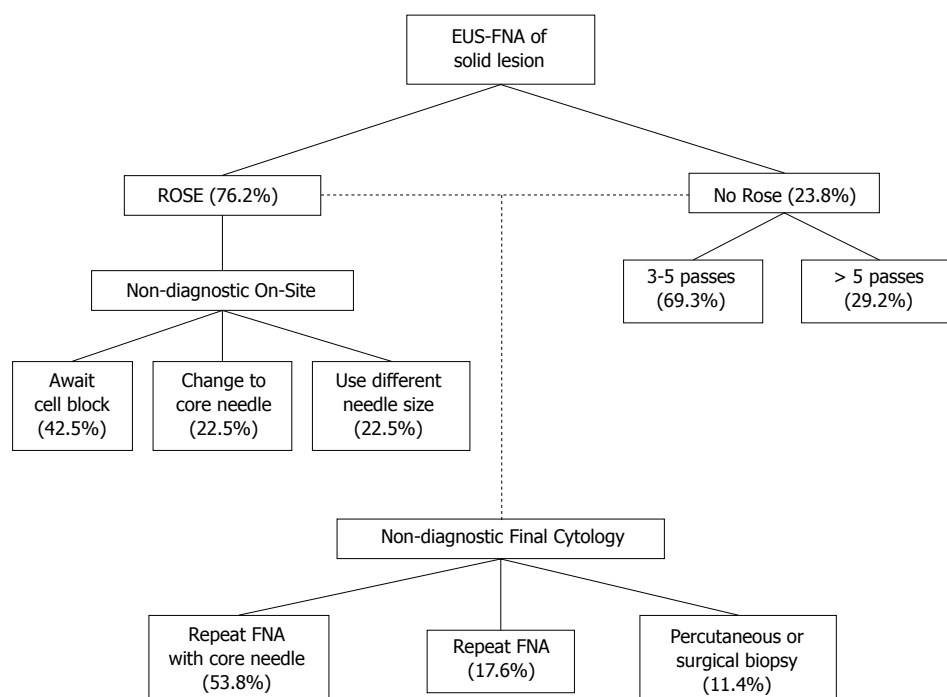 EUS-FNA of
solid lesion
ROSE (76.2%)
No Rose (23.8%)
3-5 passes
(69.3%)
> 5 passes
(29.2%)
Non-diagnostic On-Site
Await
cell block
(42.5%)
Change to
core needle
(22.5%)
Use different
needle size
(22.5%)
Non-diagnostic Final Cytology
Repeat FNA
with core needle
(53.8%)
Repeat FNA
(17.6%)
Percutaneous or
surgical biopsy
(11.4%)